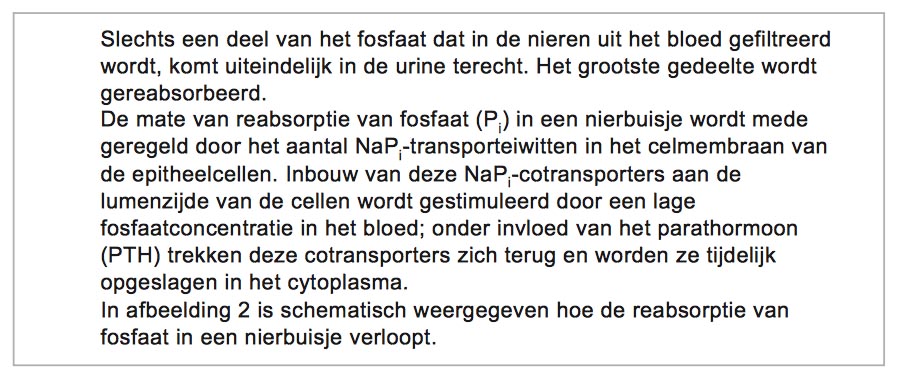 Slechts een deel van het fosfaat dat in de nieren uit het bloed gefiltreerd
wordt, komt uiteindelijk in de urine terecht. Het grootste gedeelte wordt
gereabsorbeerd.
De mate van reabsorptie van fosfaat (Pi) in een nierbuisje wordt mede
geregeld door het aantal NaPi-transporteiwitten in het celmembraan van
de epitheelcellen. Inbouw van deze NaPi-cotransporters aan de
lumenzijde van de cellen wordt gestimuleerd door een lage
fosfaatconcentratie in het bloed; onder invloed van het parathormoon
(PTH) trekken deze cotransporters zich terug en worden ze tijdelijk
opgeslagen in het cytoplasma.
In afbeelding 2 is schematisch weergegeven hoe de reabsorptie van
fosfaat in een nierbuisje verloopt.